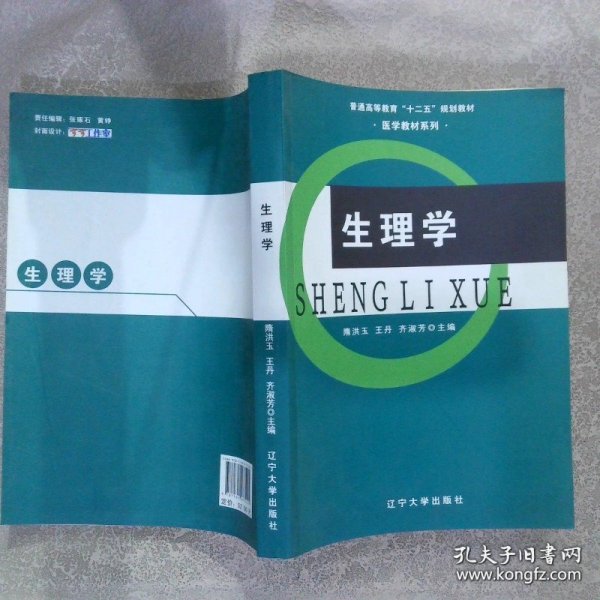 责任编辑：张琢石 黄铮
封面设计：
生理学
定价：
生理学
隋洪玉 王丹 齐淑芳◎主编
辽宁大学出版社
普通高等教育“十二五”规划教材
·医学教材系列·
生理学
SHENG LI XUE
隋洪玉 王丹 齐淑芳◎主编
辽宁大学出版社
孔夫子旧书网
www.kongfz.com